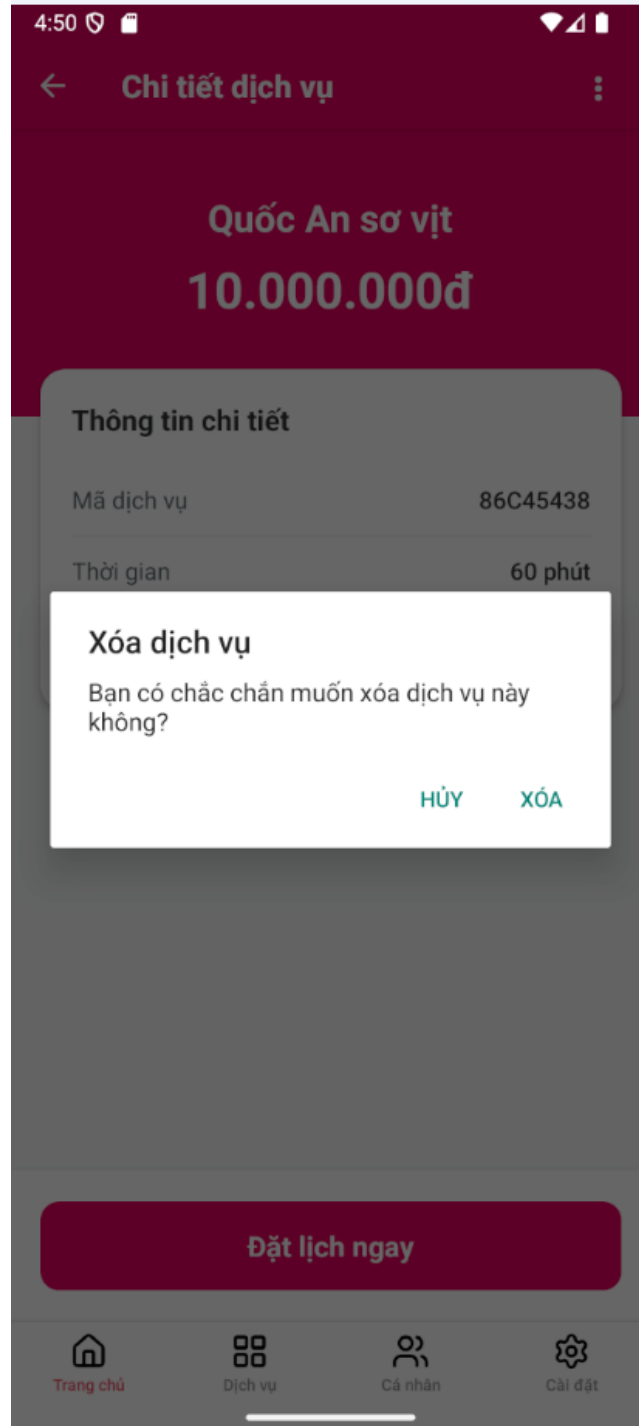 4:50
Chi tiết dịch vụ
Quốc An sơ vịt
10.000.000đ
Thông tin chi tiết
Mã dịch vụ 86C45438
Thời gian 60 phút
Xóa dịch vụ
Bạn có chắc chắn muốn xóa dịch vụ này
không?
HỦY XÓA
Đặt lịch ngay
Trang chủ Dịch vụ Cá nhân Cài đặt